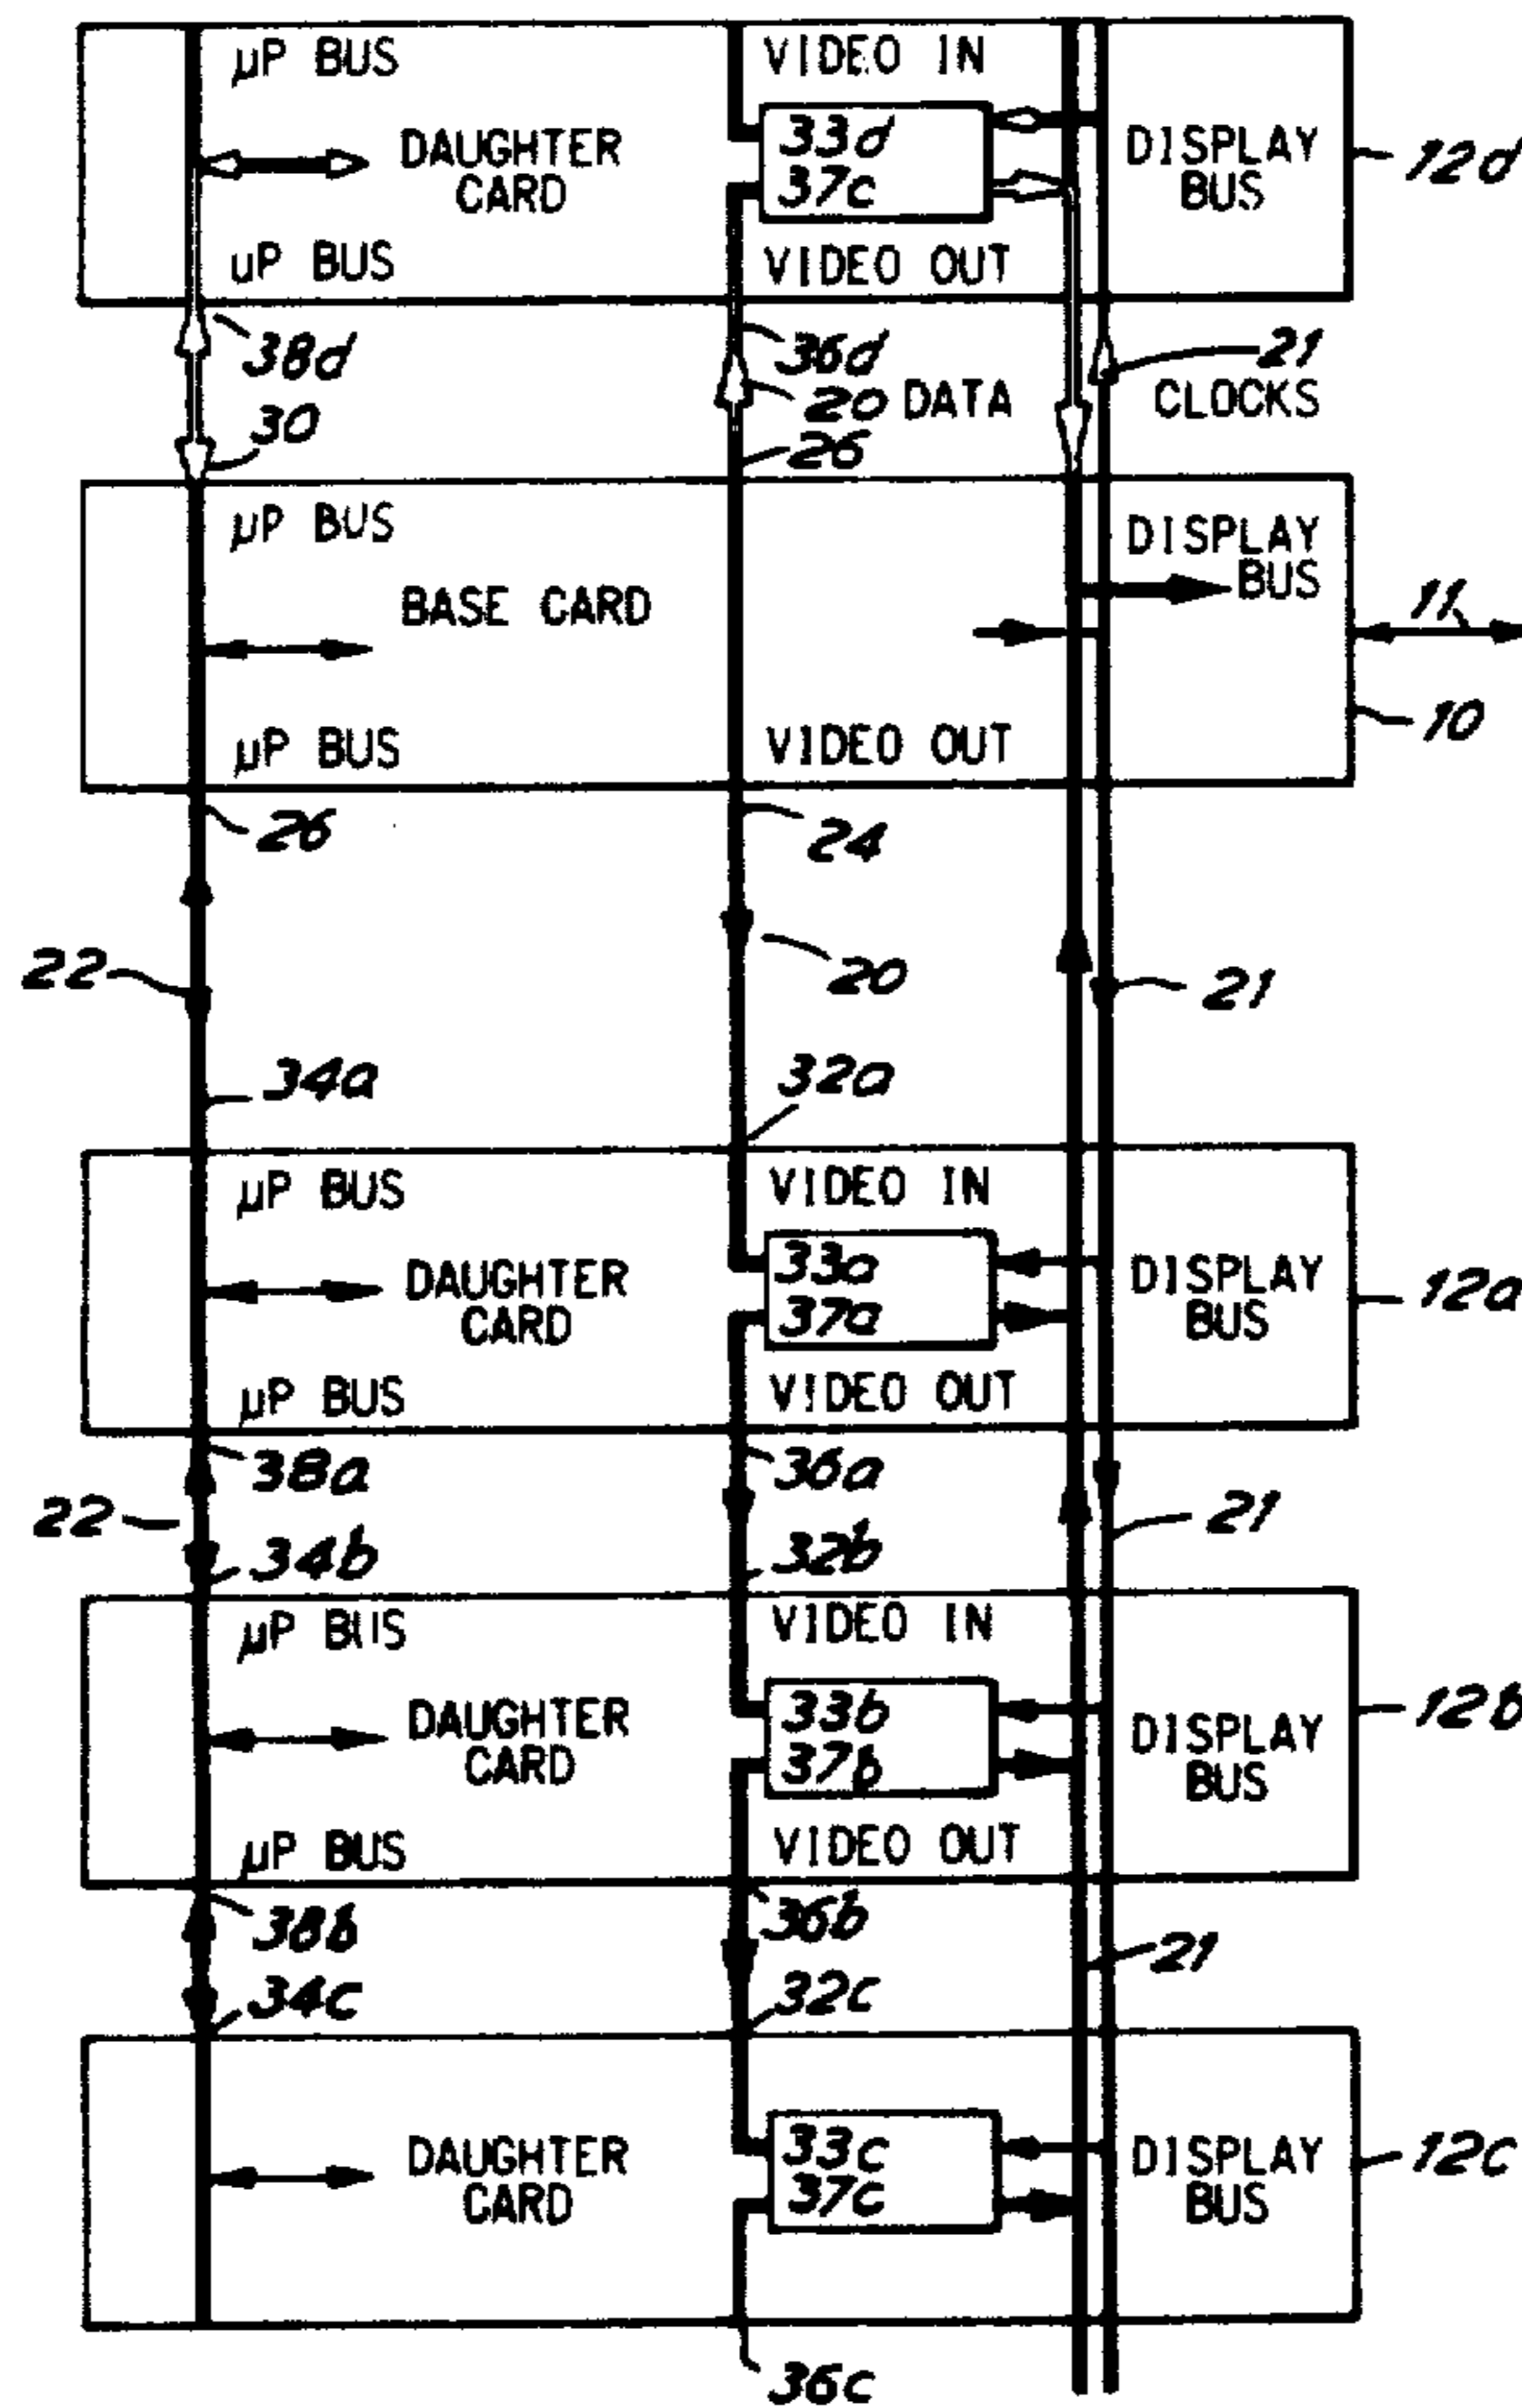 µP BUS
VIDEO IN
DAUGHTER
CARD
33d
37c
DISPLAY
BUS
12d
uP BUS
VIDEO OUT
38d
36d
21
20 DATA
CLOCKS
30
26
µP BUS
DISPLAY
BUS
BASE CARD
11
10
µP BUS
VIDEO OUT
26
24
22
20
21
34a
32a
µP BUS
VIDEO IN
DAUGHTER
CARD
33a
37a
DISPLAY
BUS
12a
µP BUS
VIDEO OUT
38a
36a
22
21
34b
32b
µP BUS
VIDEO IN
DAUGHTER
CARD
33b
37b
DISPLAY
BUS
12b
µP BUS
VIDEO OUT
38b
36b
21
34c
32c
DAUGHTER
CARD
33c
37c
DISPLAY
BUS
12c
36c